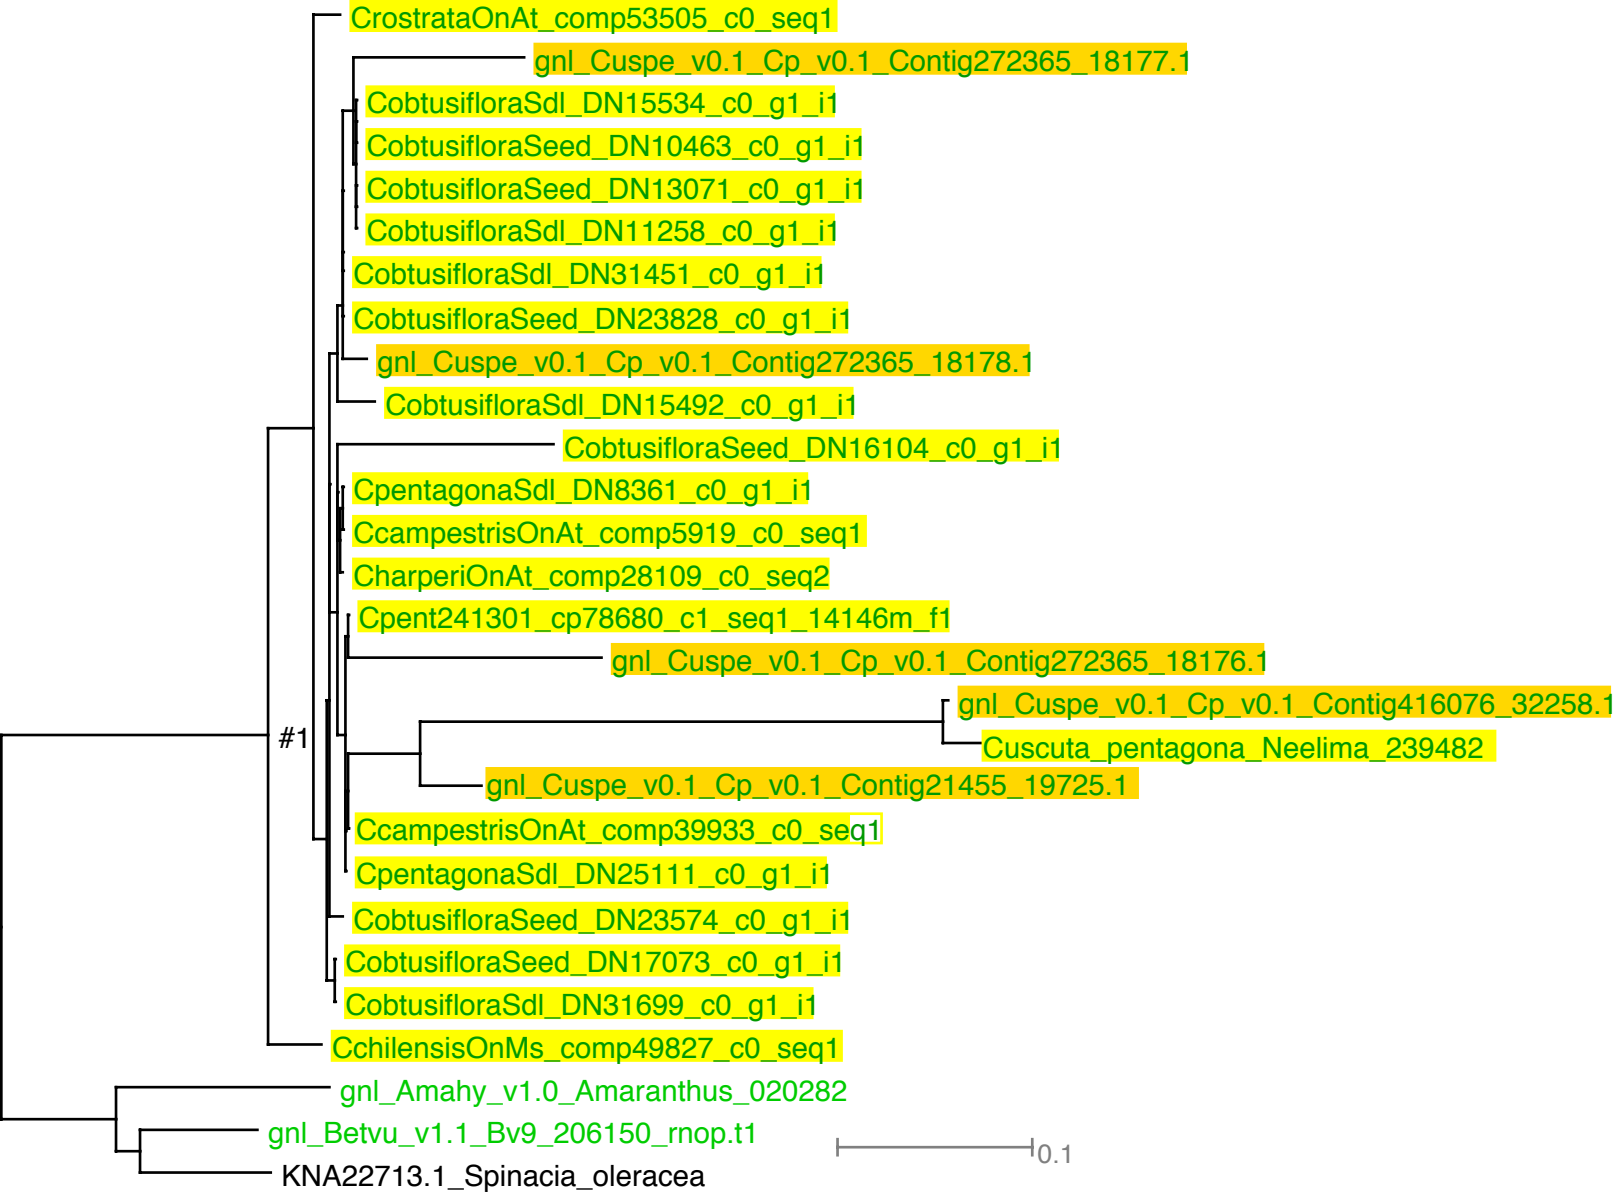 CrostrataOnAt_comp53505_c0_seq1
gnl_Cuspe_v0.1_Cp_v0.1_Contig272365_18177.1
CobtusifloraSdl_DN15534_c0_g1_i1
CobtusifloraSeed_DN10463_c0_g1_i1
CobtusifloraSeed_DN13071_c0_g1_i1
CobtusifloraSdl_DN11258_c0_g1_i1
CobtusifloraSdl_DN31451_c0_g1_i1
CobtusifloraSeed_DN23828_c0_g1_i1
gnl_Cuspe_v0.1_Cp_v0.1_Contig272365_18178.1
CobtusifloraSdl_DN15492_c0_g1_i1
CobtusifloraSeed_DN16104_c0_g1_i1
CpentagonaSdl_DN8361_c0_g1_i1
CcampestrisOnAt_comp5919_c0_seq1
CharperiOnAt_comp28109_c0_seq2
Cpent241301_cp78680_c1_seq1_14146m_f1
gnl_Cuspe_v0.1_Cp_v0.1_Contig272365_18176.1
gnl_Cuspe_v0.1_Cp_v0.1_Contig416076_32258.1
#1
Cuscuta_pentagona_Neelima_239482
gnl_Cuspe_v0.1_Cp_v0.1_Contig21455_19725.1
CcampestrisOnAt_comp39933_c0_seq1
CpentagonaSdl_DN25111_c0_g1_i1
CobtusifloraSeed_DN23574_c0_g1_i1
CobtusifloraSeed_DN17073_c0_g1_i1
CobtusifloraSdl_DN31699_c0_g1_i1
CchilensisOnMs_comp49827_c0_seq1
gnl_Amahy_v1.0_Amaranthus_020282
gnl_Betvu_v1.1_Bv9_206150_rnop.t1
0.1
KNA22713.1_Spinacia_oleracea